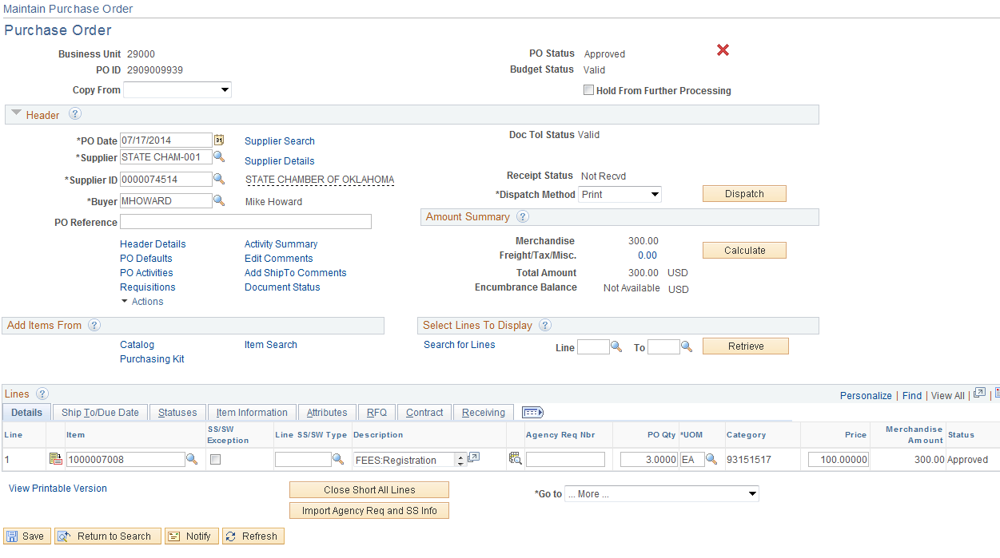 Maintain Purchase Order
Purchase Order
Business Unit 29000
PO Status Approved
PO ID 2909009939
Budget Status Valid
Copy From
Hold From Further Processing
Header ?
*PO Date 07/17/2014 31 Supplier Search
Doc Tol Status Valid
*Supplier STATE CHAM-001 Supplier Details
*Supplier ID 0000074514 STATE CHAMBER OF OKLAHOMA
Receipt Status Not Recvd
*Buyer MHOWARD Mike Howard
*Dispatch Method Print Dispatch
PO Reference
Amount Summary ?
Header Details Activity Summary
Merchandise 300.00
PO Defaults Edit Comments
Freight/Tax/Misc. 0.00 Calculate
PO Activities Add ShipTo Comments
Total Amount 300.00 USD
Requisitions Document Status
Encumbrance Balance Not Available USD
Actions
Add Items From ?
Select Lines To Display ?
Catalog Item Search
Search for Lines Line To Retrieve
Purchasing Kit
Lines ?
Personalize | Find | View All | |
Details Ship To/Due Date Statuses Item Information Attributes RFQ Contract Receiving
Line Item SS/SW Exception Line SS/SW Type Description Agency Req Nbr PO Qty *UOM Category Price Merchandise Amount Status
1 1000007008 FEES:Registration 3.0000 EA 93151517 100.00000 300.00 Approved
View Printable Version Close Short All Lines *Go to ... More ...
Import Agency Req and SS Info
Save Return to Search Notify Refresh